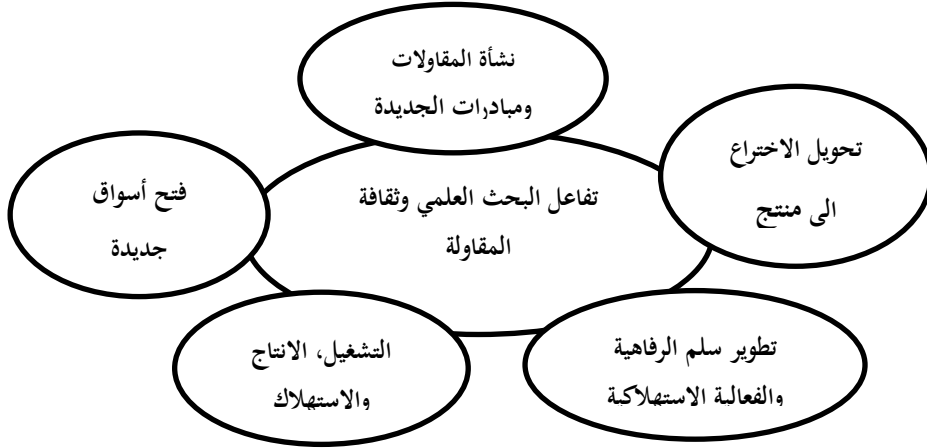 نشأة المقاولات
ومبادرات الجديدة
تحويل الاختراع
الى منتج
تفاعل البحث العلمي وثقافة
المقاولة
فتح أسواق
جديدة
تطوير سلم الرفاهية
والفعالية الاستهلاكية
التشغيل، الانتاج
والاستهلاك